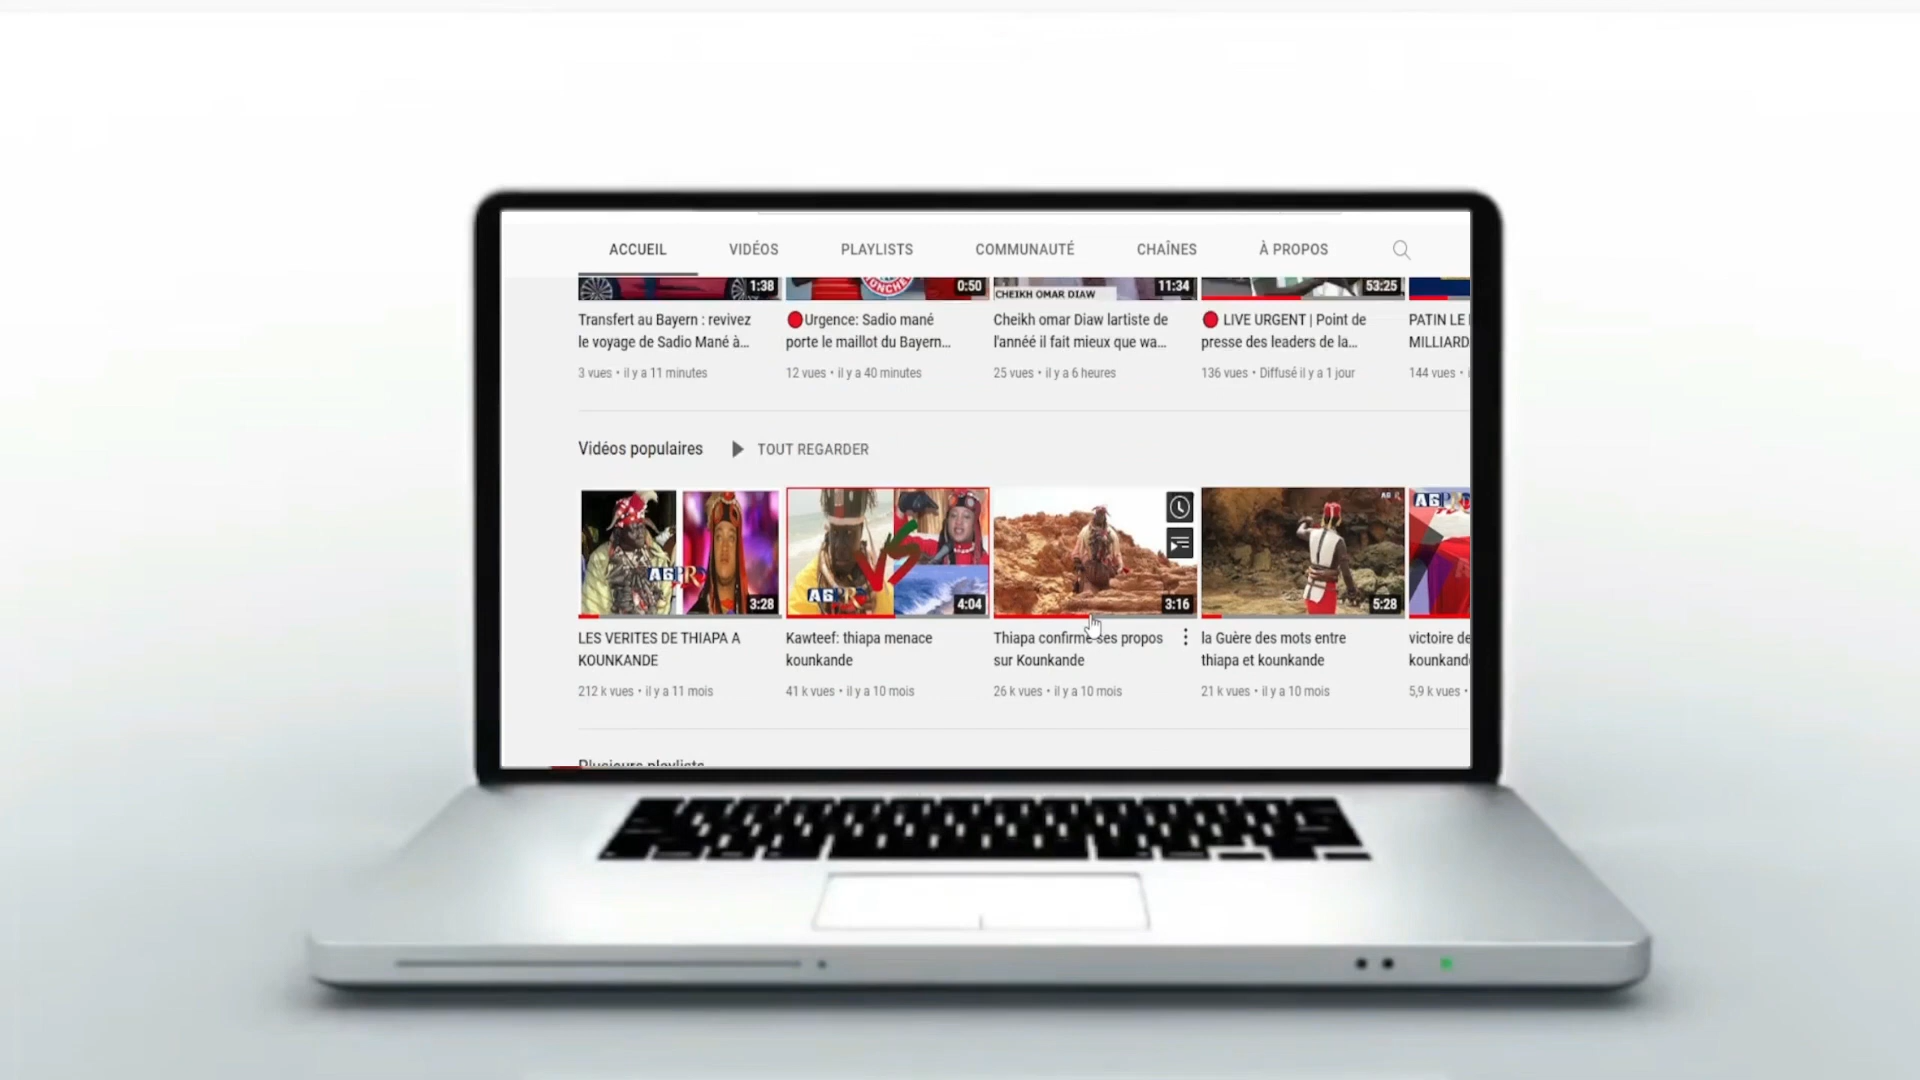 ACCUEIL VIDÉOS PLAYLISTS COMMUNAUTÉ CHAÎNES À PROPOS
1:38 0:50 11:34 53:25
CHEIKH OMAR DIAW
Transfert au Bayern : revivez
le voyage de Sadio Mané à...
3 vues • il y a 11 minutes
🔴Urgence: Sadio mané
porte le maillot du Bayern...
12 vues • il y a 40 minutes
Cheikh omar Diaw lartiste de
l'annéé il fait mieux que wa...
25 vues • il y a 6 heures
🔴 LIVE URGENT | Point de
presse des leaders de la...
136 vues • Diffusé il y a 1 jour
PATIN LE
MILLIARD
144 vues •
Vidéos populaires TOUT REGARDER
3:28
LES VERITES DE THIAPA A
KOUNKANDE
212 k vues • il y a 11 mois
VS
4:04
Kawteef: thiapa menace
kounkande
41 k vues • il y a 10 mois
3:16
Thiapa confirme ses propos
sur Kounkande
26 k vues • il y a 10 mois
5:28
la Guère des mots entre
thiapa et kounkande
21 k vues • il y a 10 mois
victoire de
kounkand
5,9 k vues •
Plusieurs playlists